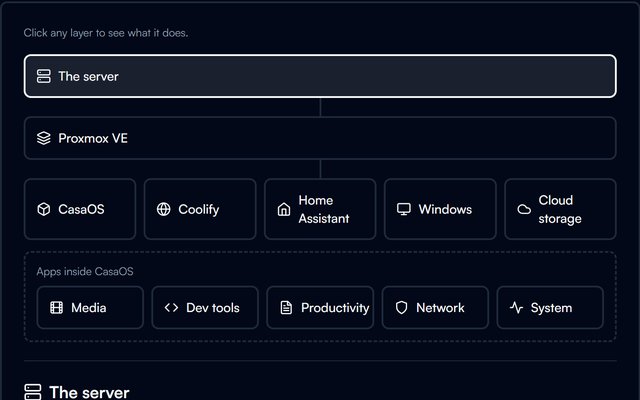 Click any layer to see what it does.
The server
Proxmox VE
CasaOS
Coolify
Home
Assistant
Windows
Cloud
storage
Apps inside CasaOS
Media
Dev tools
Productivity
Network
System
The server